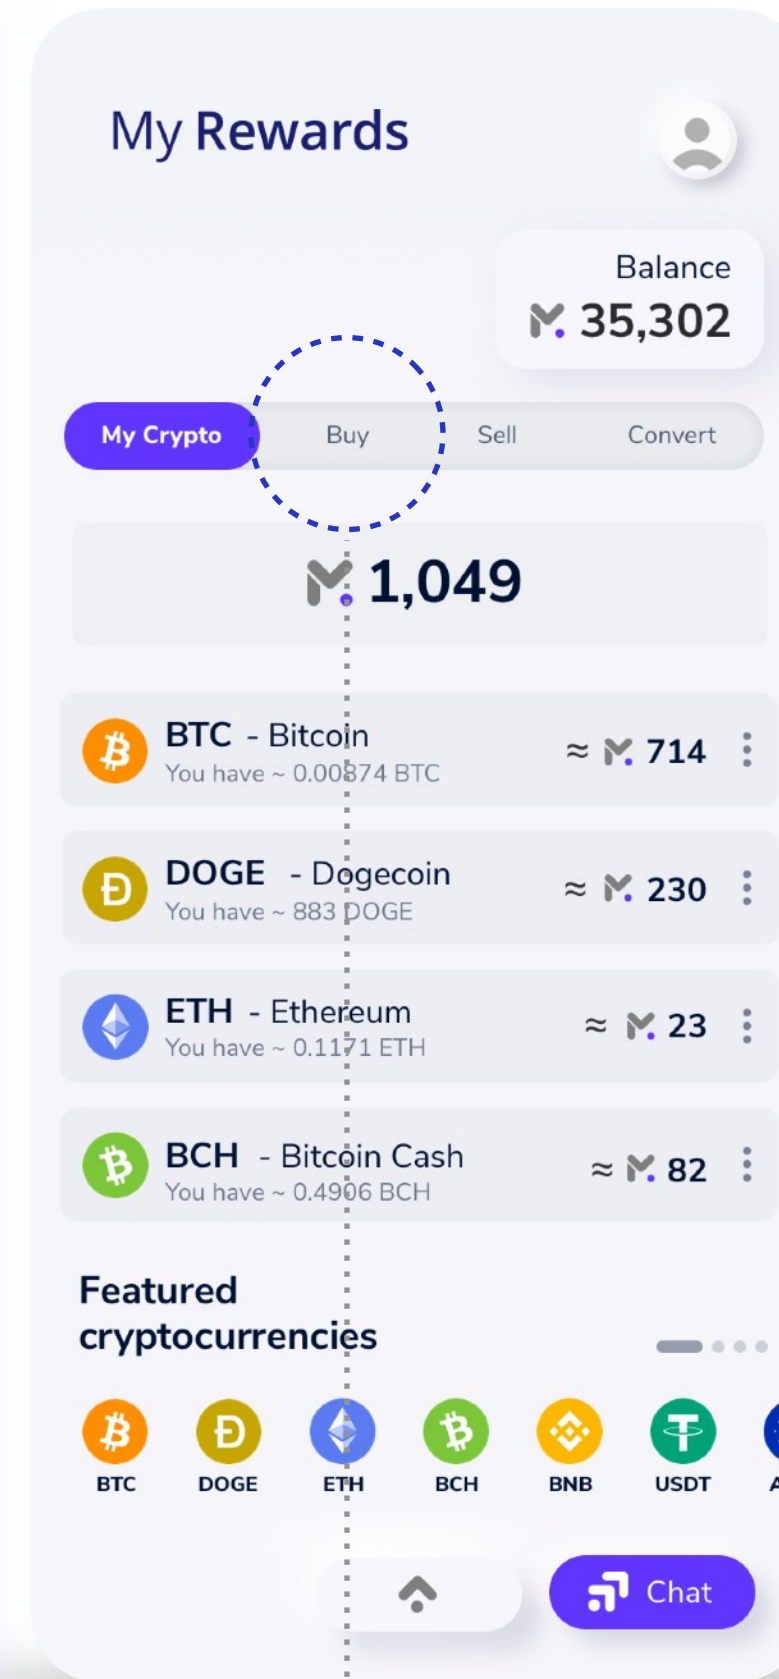 My Rewards
Balance
35,302
My Crypto Buy Sell Convert
1,049
BTC - Bitcoin
≈ 714
You have ~ 0.00874 BTC
DOGE - Dogecoin
≈ 230
You have ~ 883 DOGE
ETH - Ethereum
≈ 23
You have ~ 0.1171 ETH
BCH - Bitcoin Cash
≈ 82
You have ~ 0.4906 BCH
Featured
cryptocurrencies
BTC DOGE ETH BCH BNB USDT
Chat